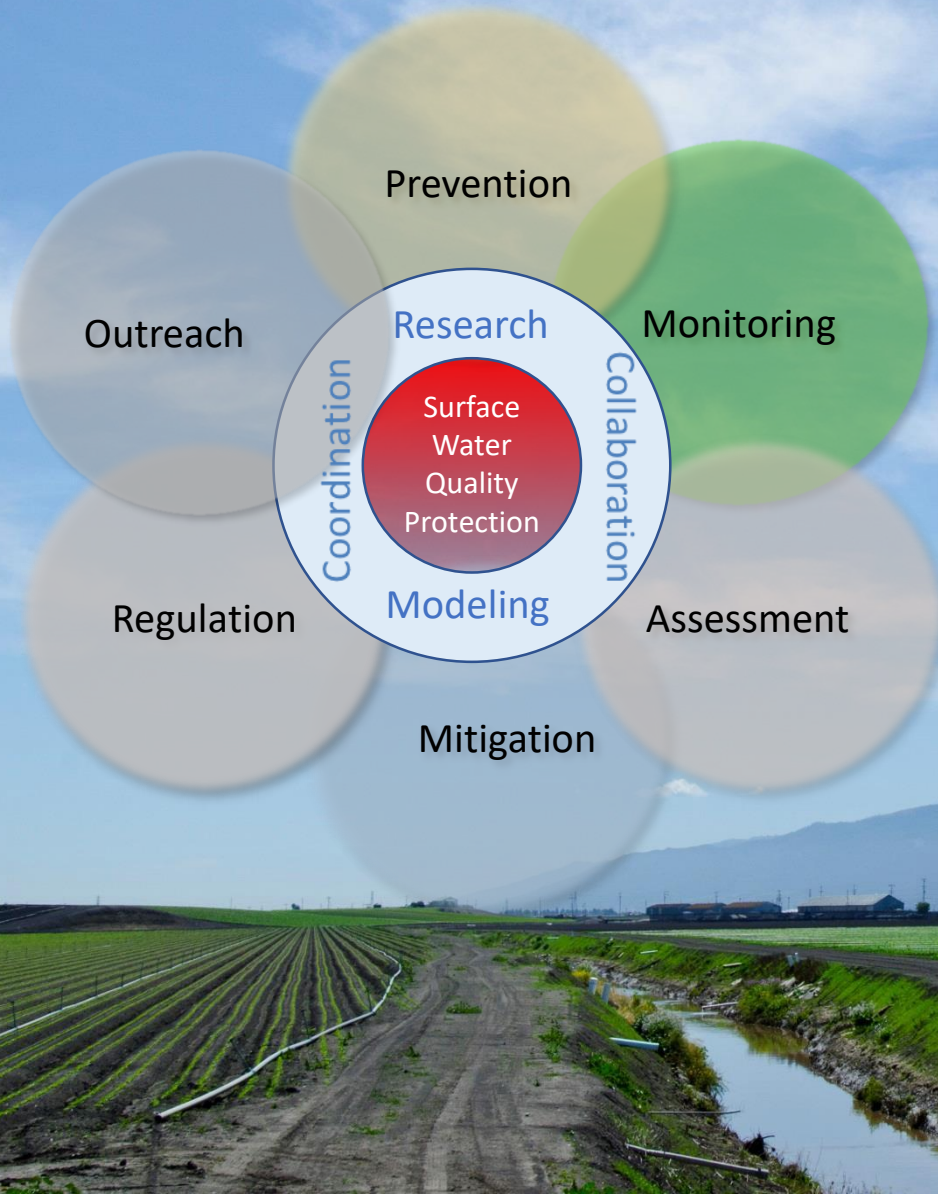 Prevention
Outreach
Monitoring
Research
Coordination
Collaboration
Surface
Water
Quality
Protection
Modeling
Regulation
Assessment
Mitigation